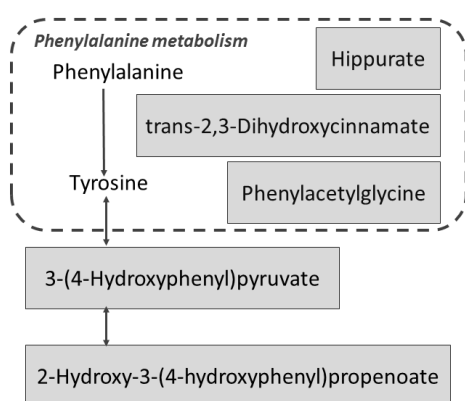 Phenylalanine metabolism
Hippurate
Phenylalanine
trans-2,3-Dihydroxycinnamate
Tyrosine
Phenylacetylglycine
3-(4-Hydroxyphenyl)pyruvate
2-Hydroxy-3-(4-hydroxyphenyl)propenoate